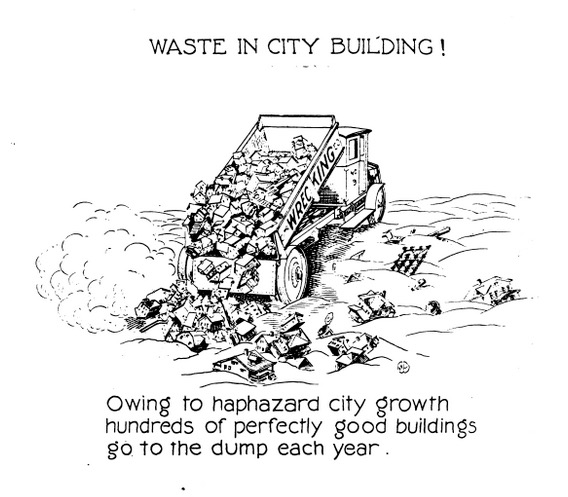 WASTE IN CITY BUILDING!
WRECKING CO.
Owing to haphazard city growth
hundreds of perfectly good buildings
go to the dump each year.